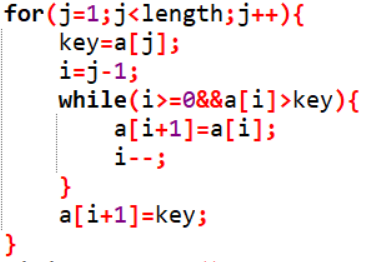 for(j=1;j<length;j++){
key=a[j];
i=j-1;
while(i>=0&&a[i]>key){
a[i+1]=a[i];
i--;
}
a[i+1]=key;
}